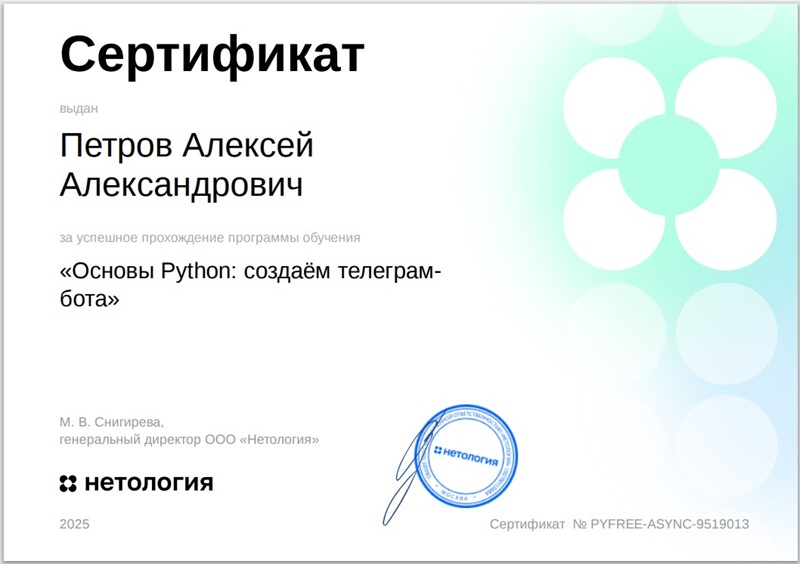 Сертификат
выдан
Петров Алексей
Александрович
за успешное прохождение программы обучения
«Основы Python: создаём телеграм-
бота»
М. В. Снигирева,
генеральный директор ООО «Нетология»
нетология
нетология
МОСКВА
2025
Сертификат № PYFREE-ASYNC-9519013